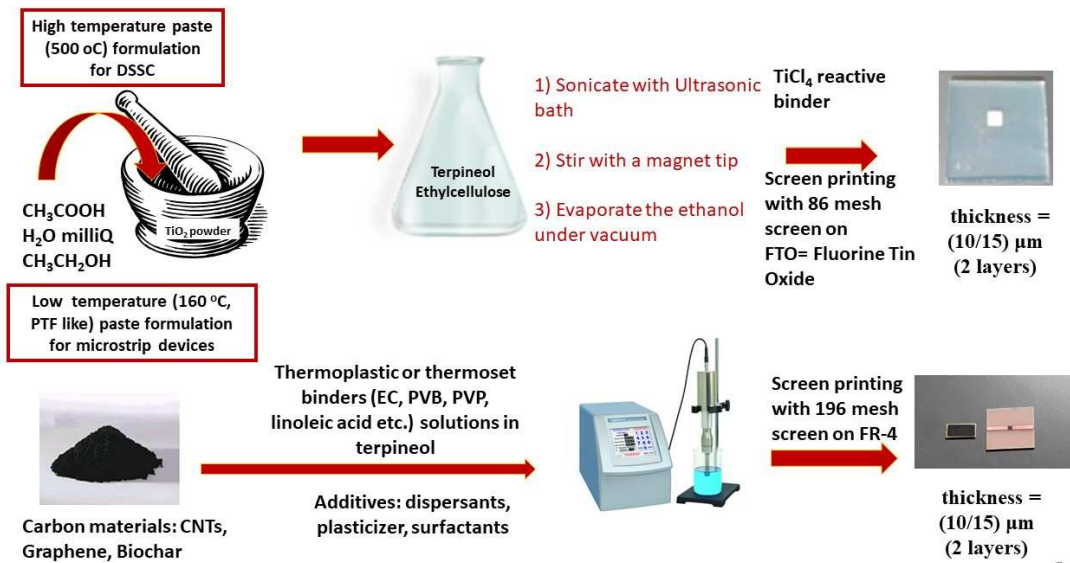 High temperature paste
(500 oC) formulation
for DSSC
CH₃COOH
H₂O milliQ
CH₃CH₂OH
TiO₂ powder
Terpineol
Ethylcellulose
1) Sonicate with Ultrasonic
bath
2) Stir with a magnet tip
3) Evaporate the ethanol
under vacuum
TiCl₄ reactive
binder
Screen printing
with 86 mesh
screen on
FTO= Fluorine Tin
Oxide
thickness =
(10/15) µm
(2 layers)
Low temperature (160 ⁰C,
PTF like) paste formulation
for microstrip devices
Carbon materials: CNTs,
Graphene, Biochar
Thermoplastic or thermoset
binders (EC, PVB, PVP,
linoleic acid etc.) solutions in
terpineol
Additives: dispersants,
plasticizer, surfactants
Screen printing
with 196 mesh
screen on FR-4
thickness =
(10/15) µm
(2 layers)